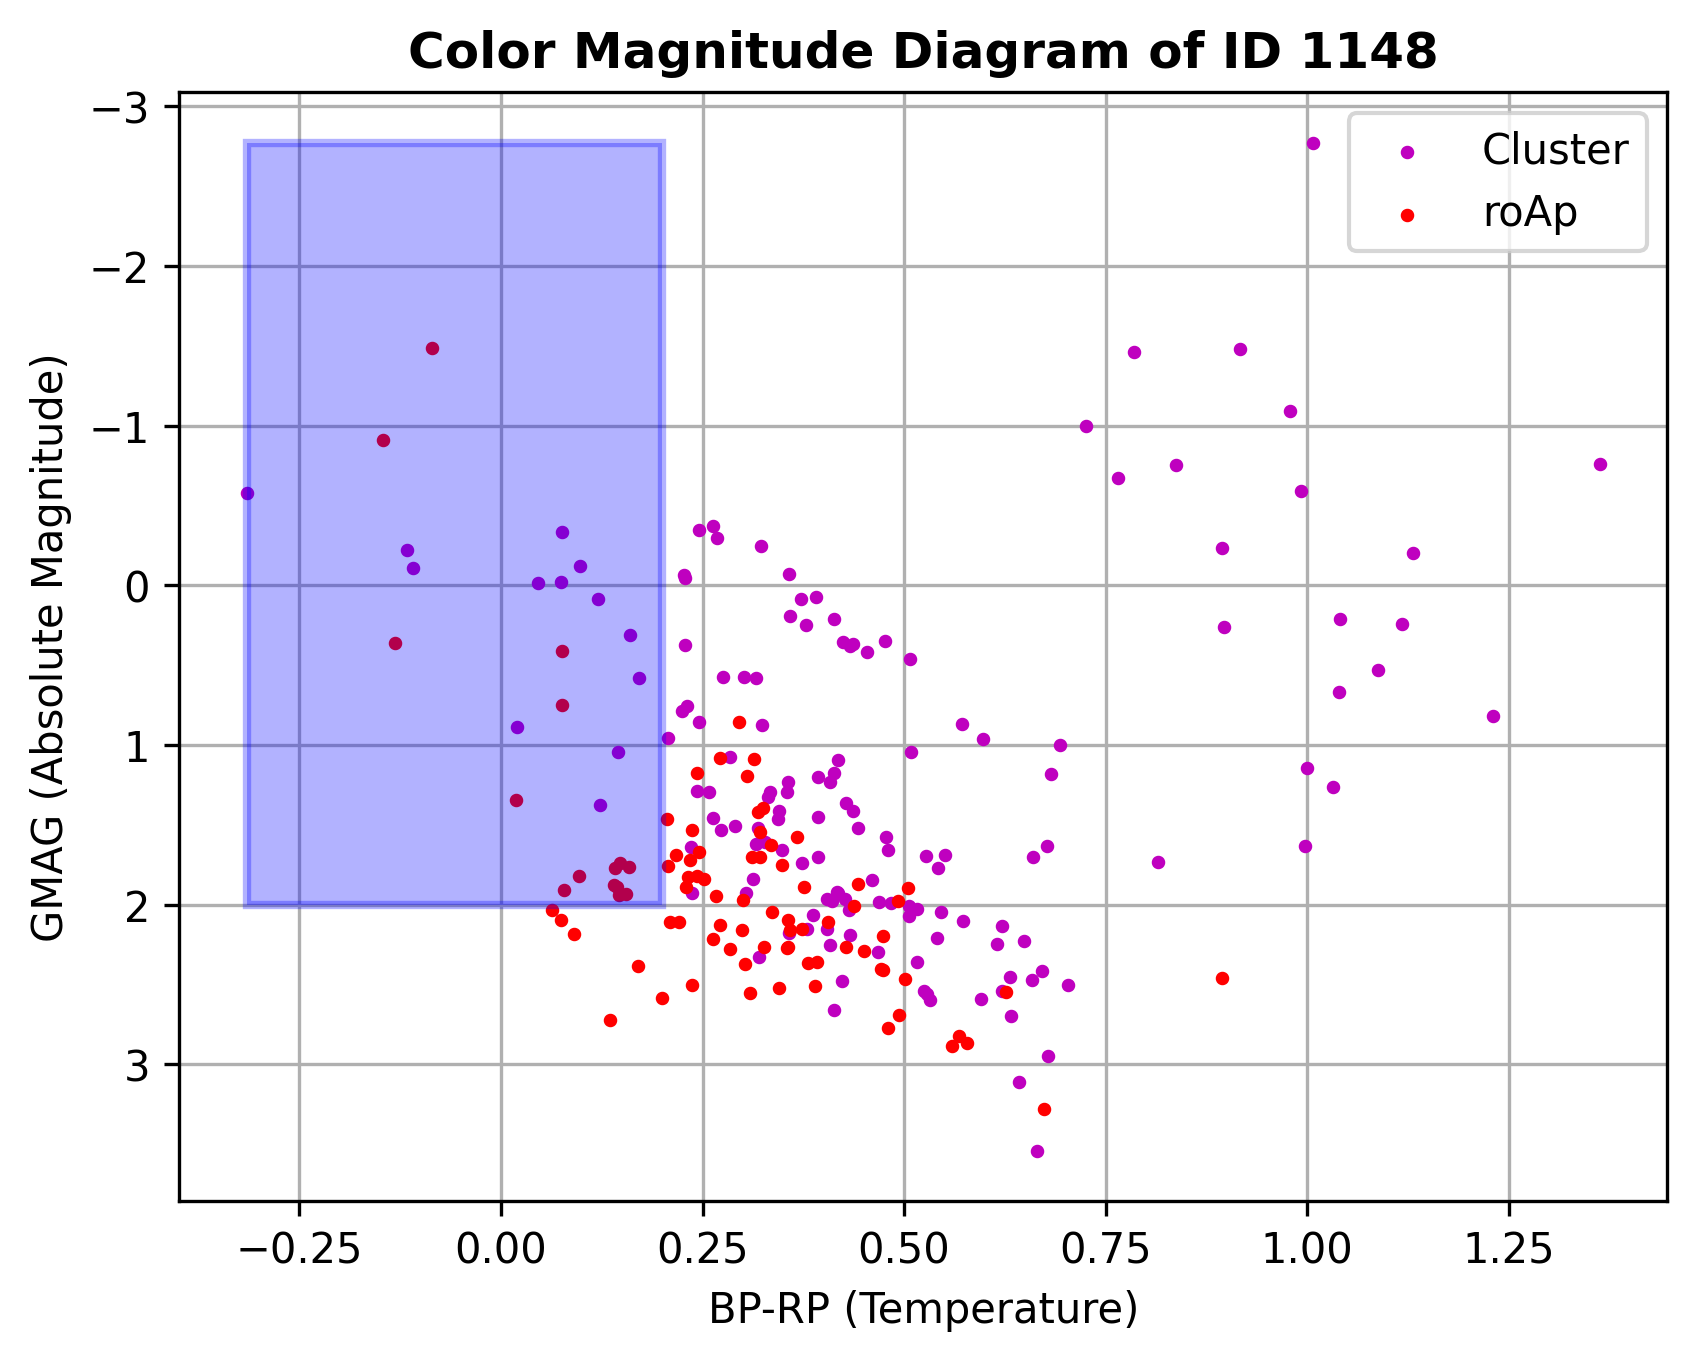 Color Magnitude Diagram of ID 1148
−3
−2
−1
0
1
2
3
GMAG (Absolute Magnitude)
Cluster
roAp
−0.25 0.00 0.25 0.50 0.75 1.00 1.25
BP-RP (Temperature)